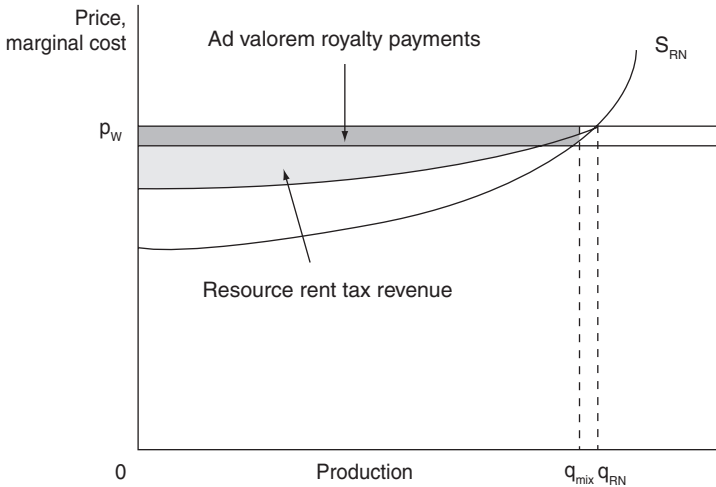 Price,
marginal cost
Ad valorem royalty payments
S_RN
p_W
Resource rent tax revenue
0
Production
q_mix
q_RN